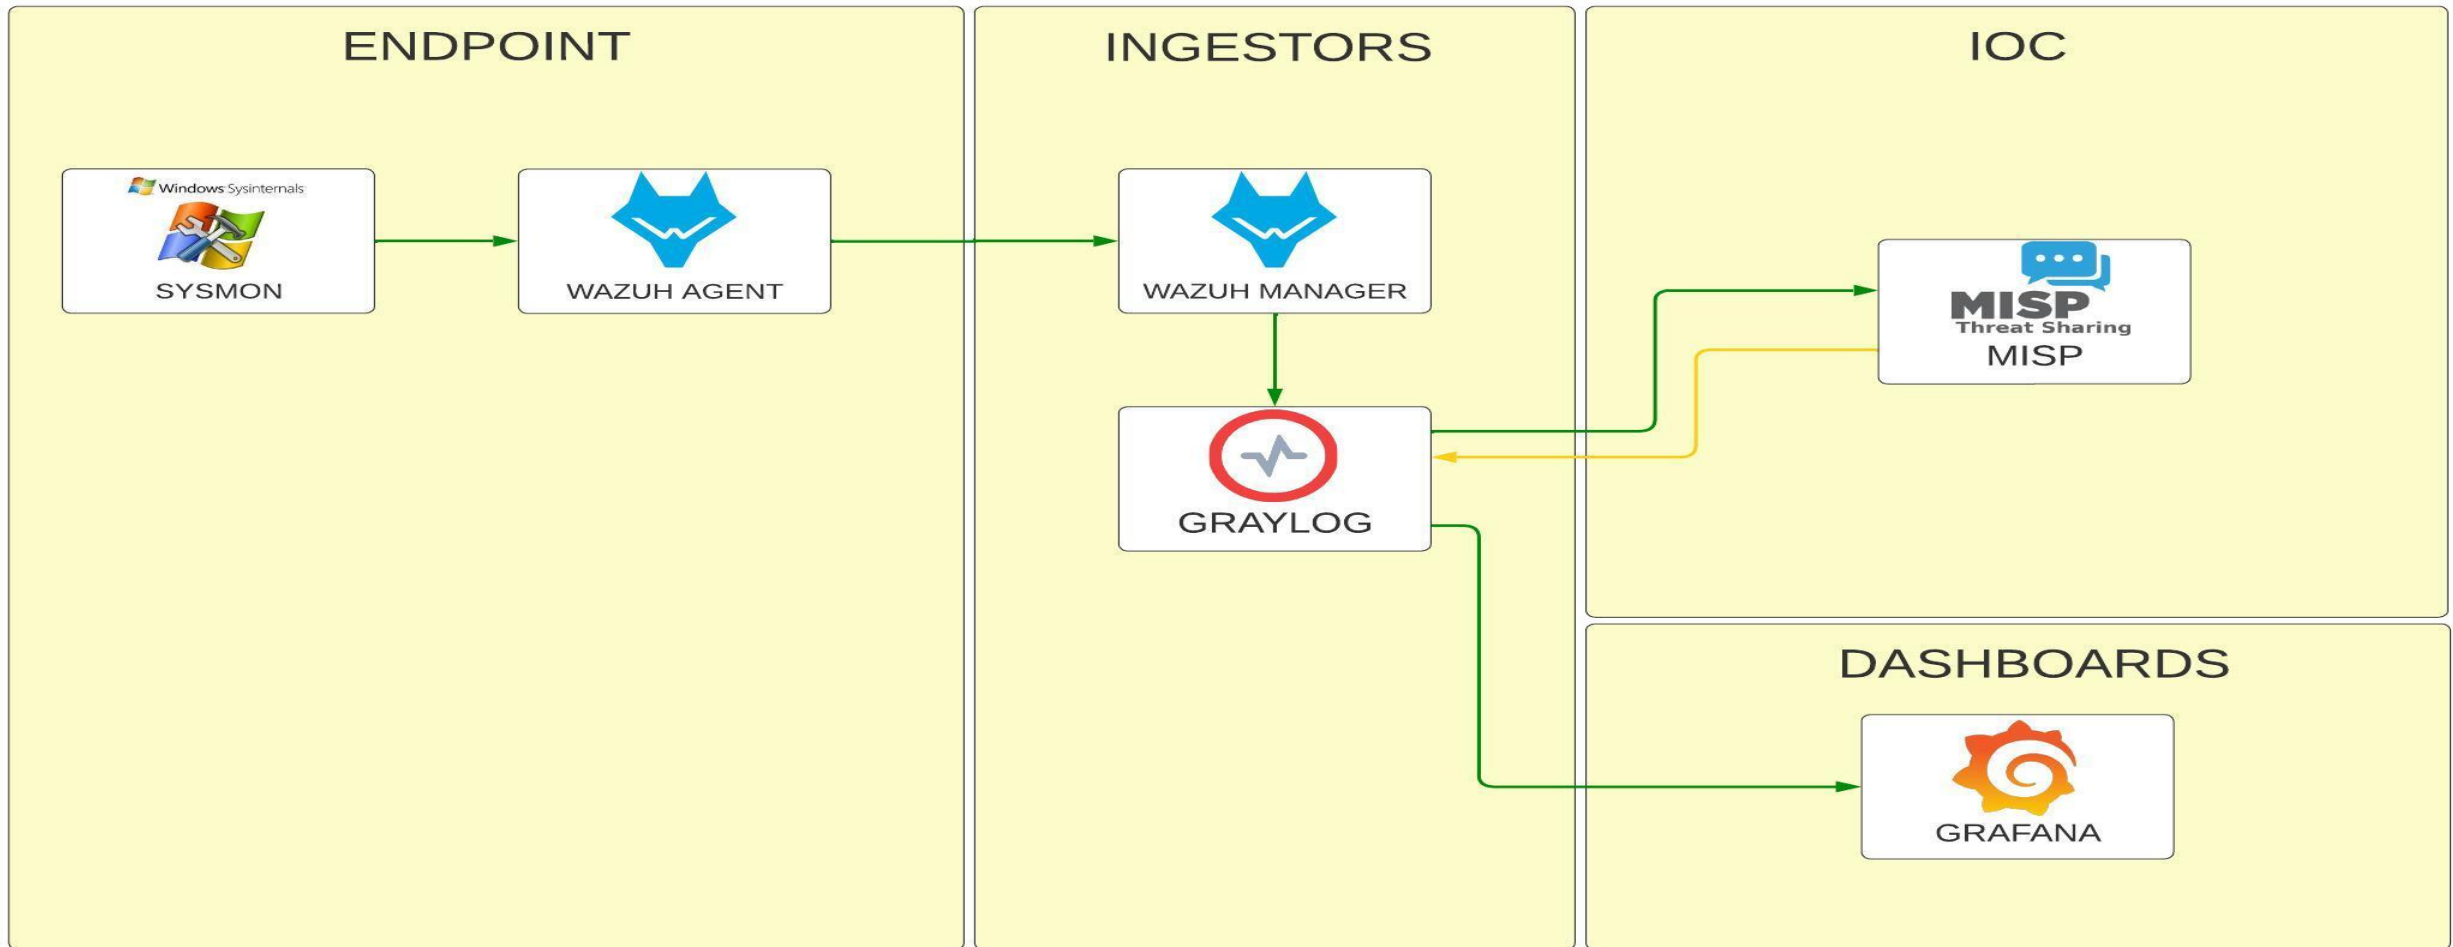 ENDPOINT
Windows Sysinternals
SYSMON
WAZUH AGENT
INGESTORS
WAZUH MANAGER
GRAYLOG
IOC
MISP
Threat Sharing
MISP
DASHBOARDS
GRAFANA